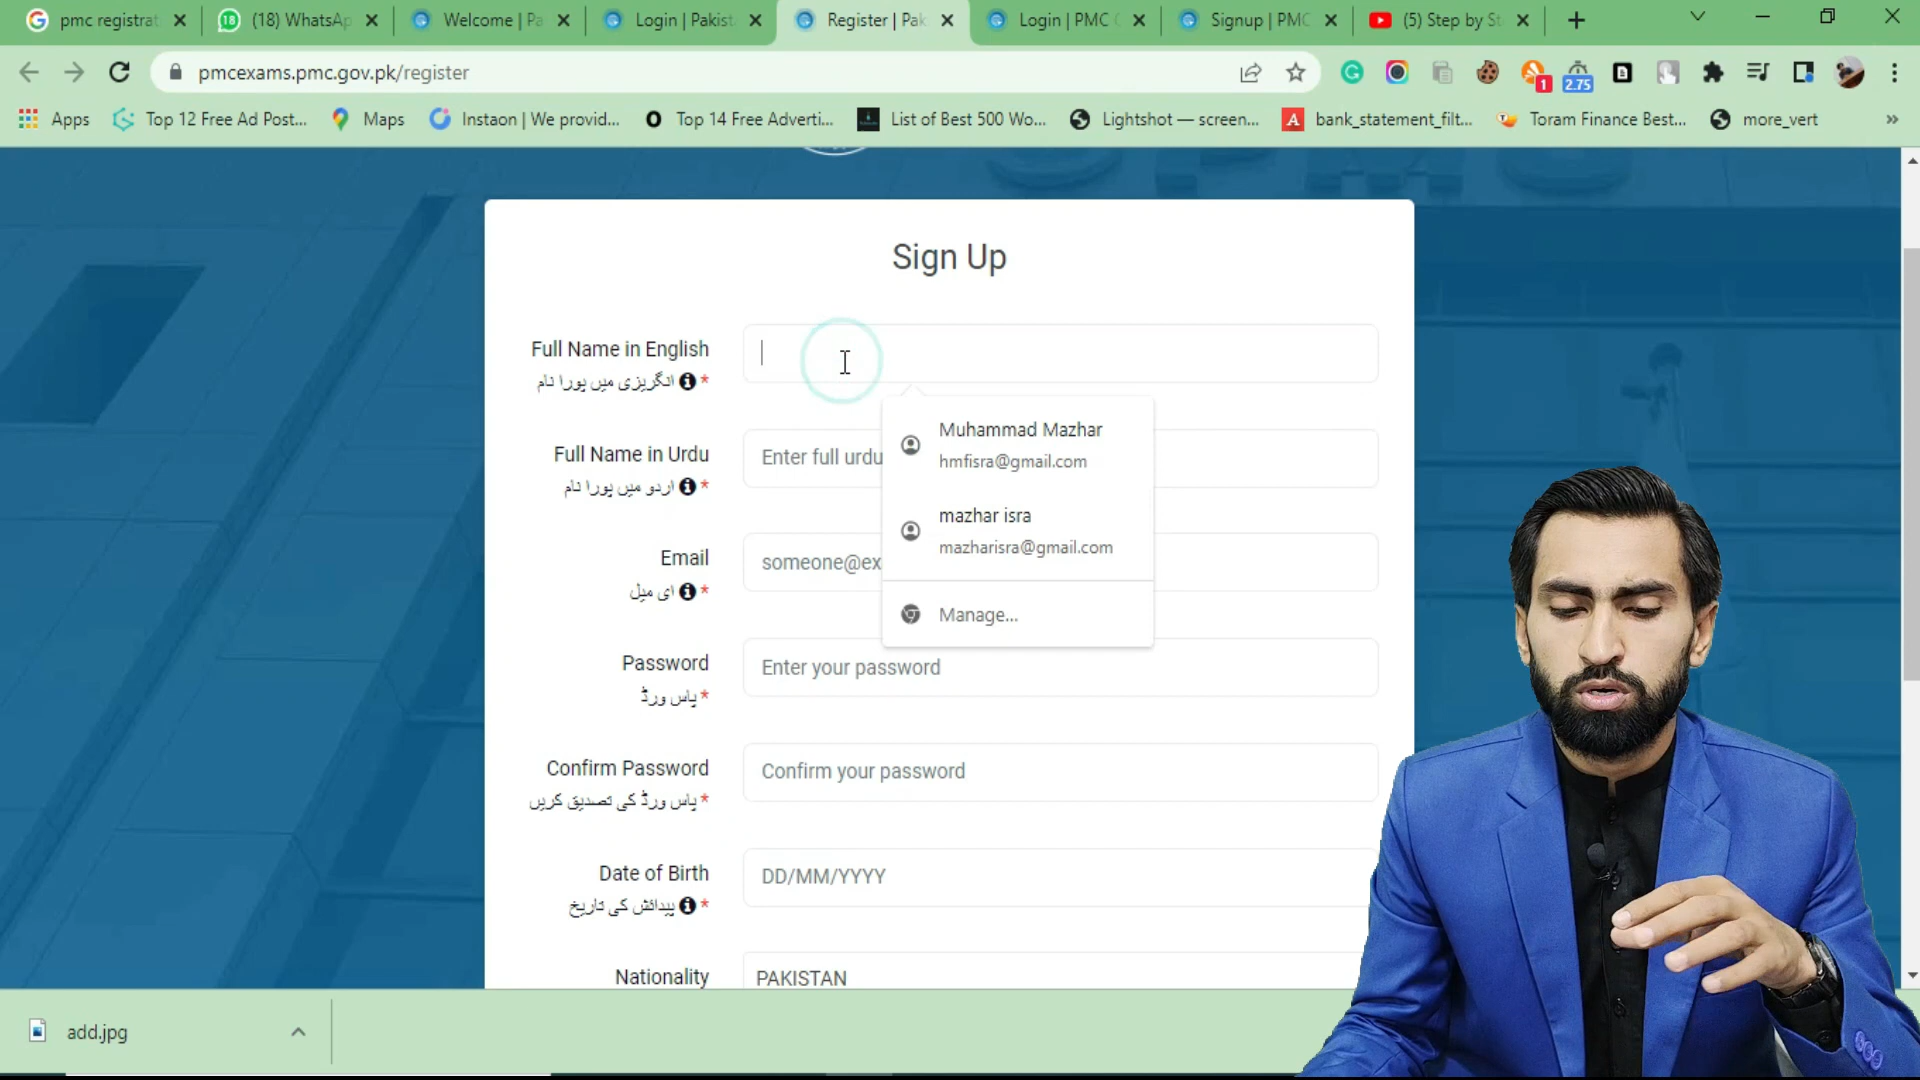 pmc registrat
(18) WhatsAp
Welcome | Pa
Login | Pakist
Register | Pak
Login | PMC
Signup | PMC
(5) Step by St
pmcexams.pmc.gov.pk/register
1
2.75
Apps
Top 12 Free Ad Post...
Maps
Instaon | We provid...
Top 14 Free Adverti...
List of Best 500 Wo...
Lightshot — screen...
bank_statement_filt...
Toram Finance Best...
more_vert
»
Sign Up
Full Name in English
انگریزی میں پورا نام *
Muhammad Mazhar
hmfisra@gmail.com
Full Name in Urdu
اردو میں پورا نام *
Enter full urdu
mazhar isra
mazharisra@gmail.com
Email
ای میل *
someone@ex
Manage...
Password
پاس ورڈ *
Enter your password
Confirm Password
پاس ورڈ کی تصدیق کریں *
Confirm your password
Date of Birth
پیدائش کی تاریخ *
DD/MM/YYYY
Nationality
PAKISTAN
add.jpg